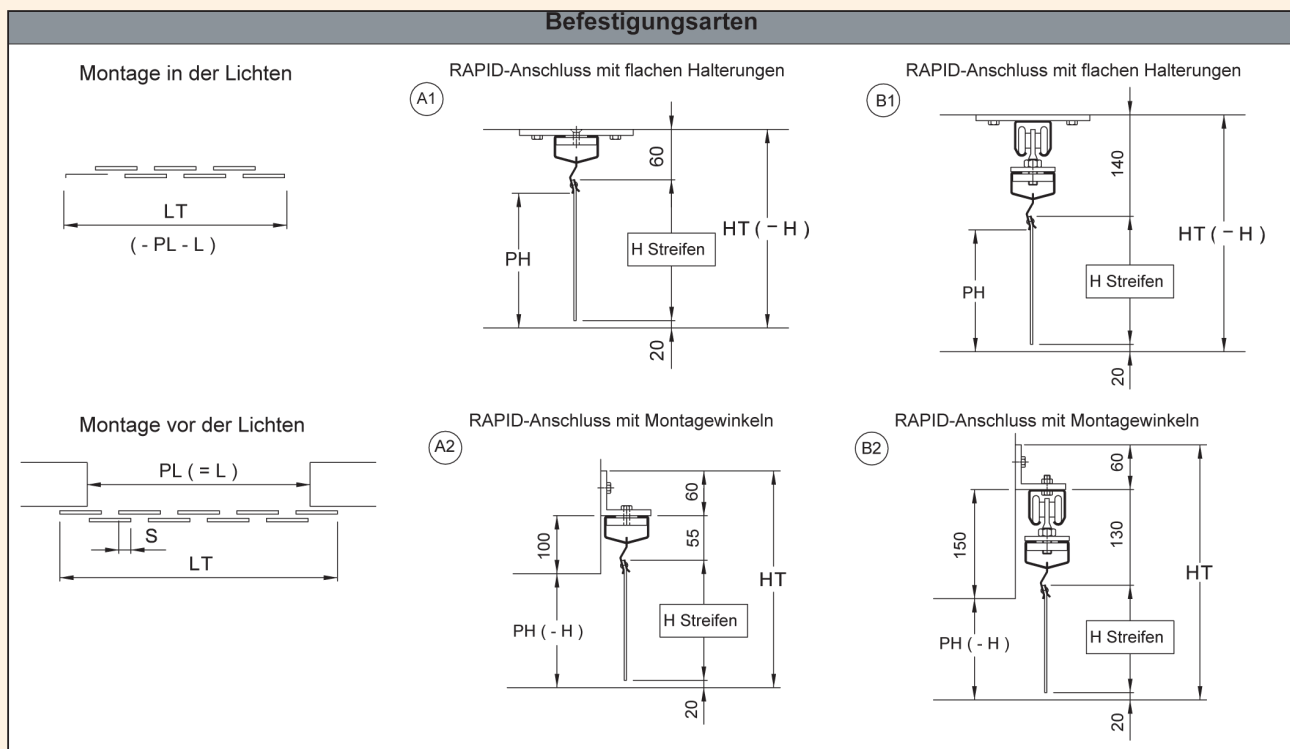 Befestigungsarten
Montage in der Lichten
LT
( - PL - L )
RAPID-Anschluss mit flachen Halterungen
A1
60
PH
H Streifen
HT ( − H )
20
RAPID-Anschluss mit flachen Halterungen
B1
140
PH
H Streifen
HT ( − H )
20
Montage vor der Lichten
PL ( = L )
S
LT
RAPID-Anschluss mit Montagewinkeln
A2
60
100
55
HT
PH ( - H )
H Streifen
20
RAPID-Anschluss mit Montagewinkeln
B2
60
150
130
HT
PH ( - H )
H Streifen
20